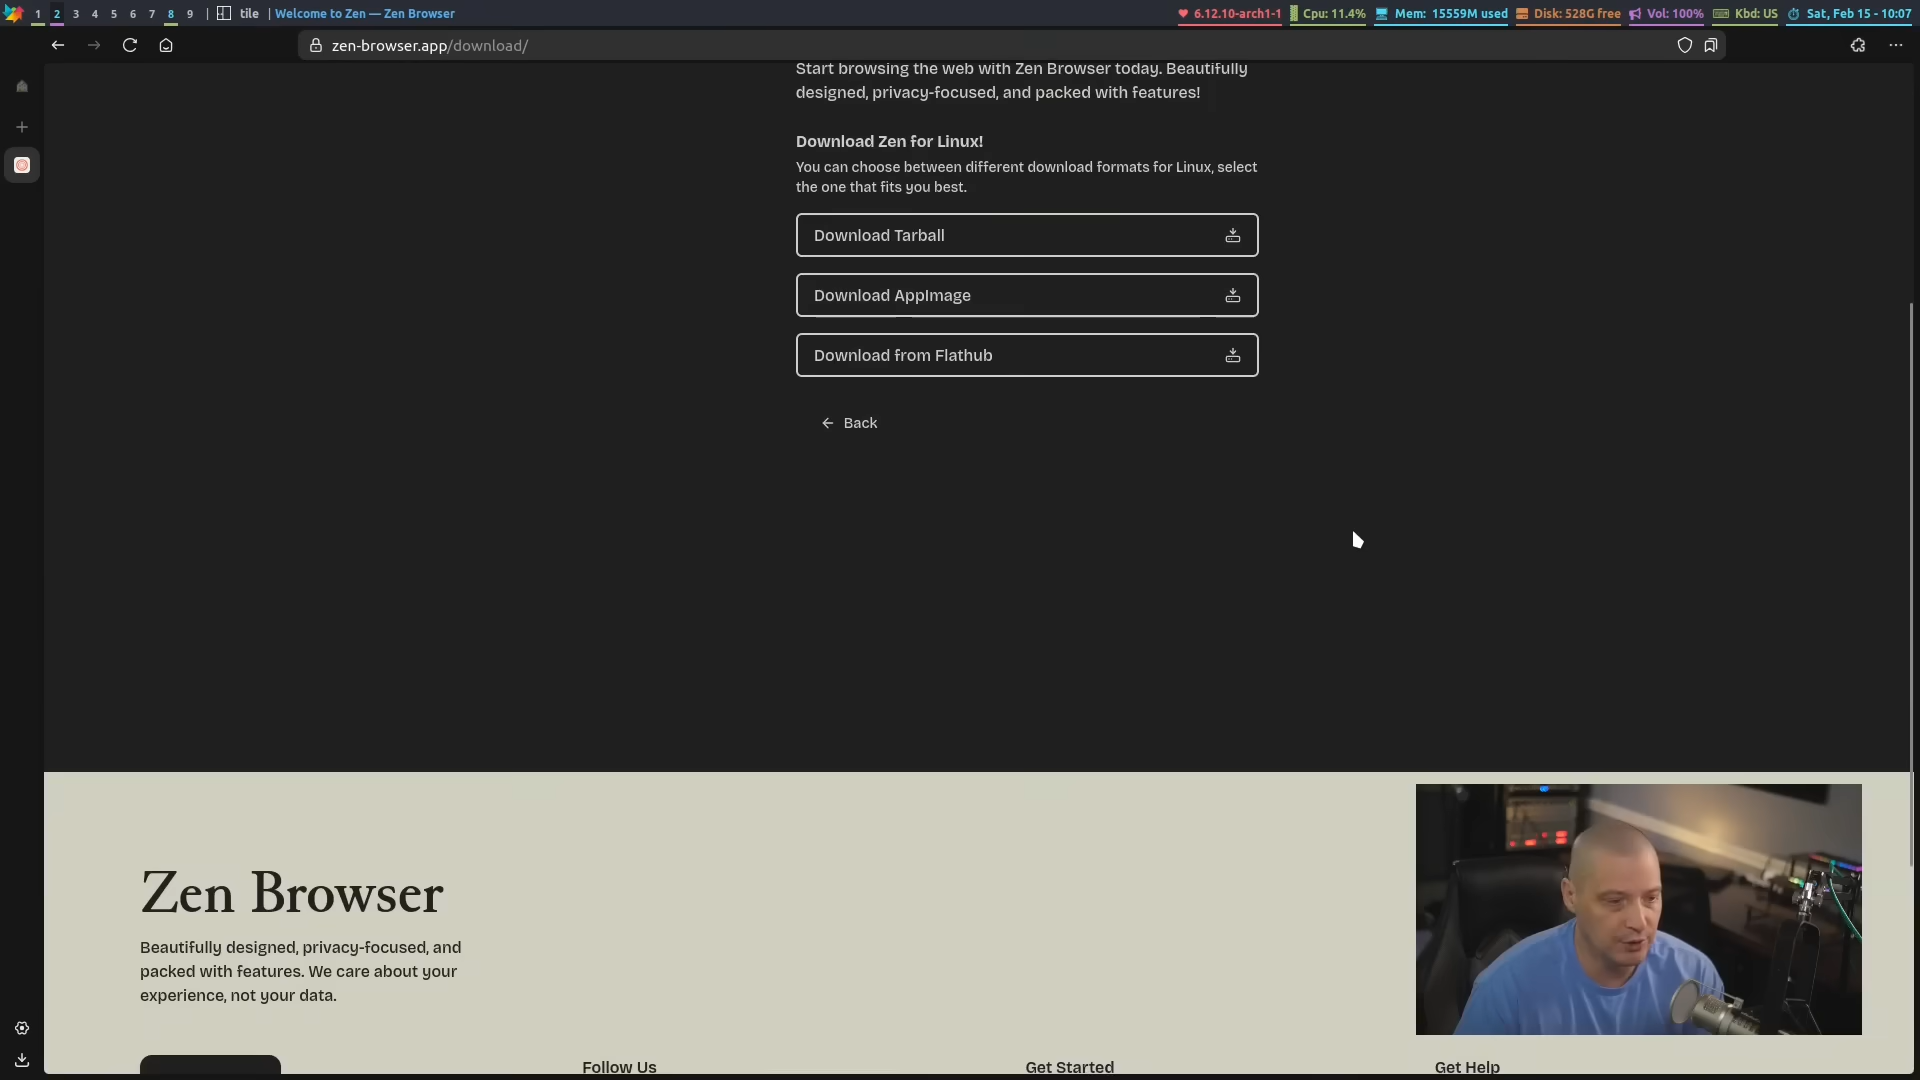 1 2 3 4 5 6 7 8 9 | tile | Welcome to Zen — Zen Browser
6.12.10-arch1-1 Cpu: 11.4% Mem: 15559M used Disk: 528G free Vol: 100% Kbd: US Sat, Feb 15 - 10:07
zen-browser.app/download/
Start browsing the web with Zen Browser today. Beautifully
designed, privacy-focused, and packed with features!
Download Zen for Linux!
You can choose between different download formats for Linux, select
the one that fits you best.
Download Tarball
Download AppImage
Download from Flathub
Back
Zen Browser
Beautifully designed, privacy-focused, and
packed with features. We care about your
experience, not your data.
Follow Us
Get Started
Get Help